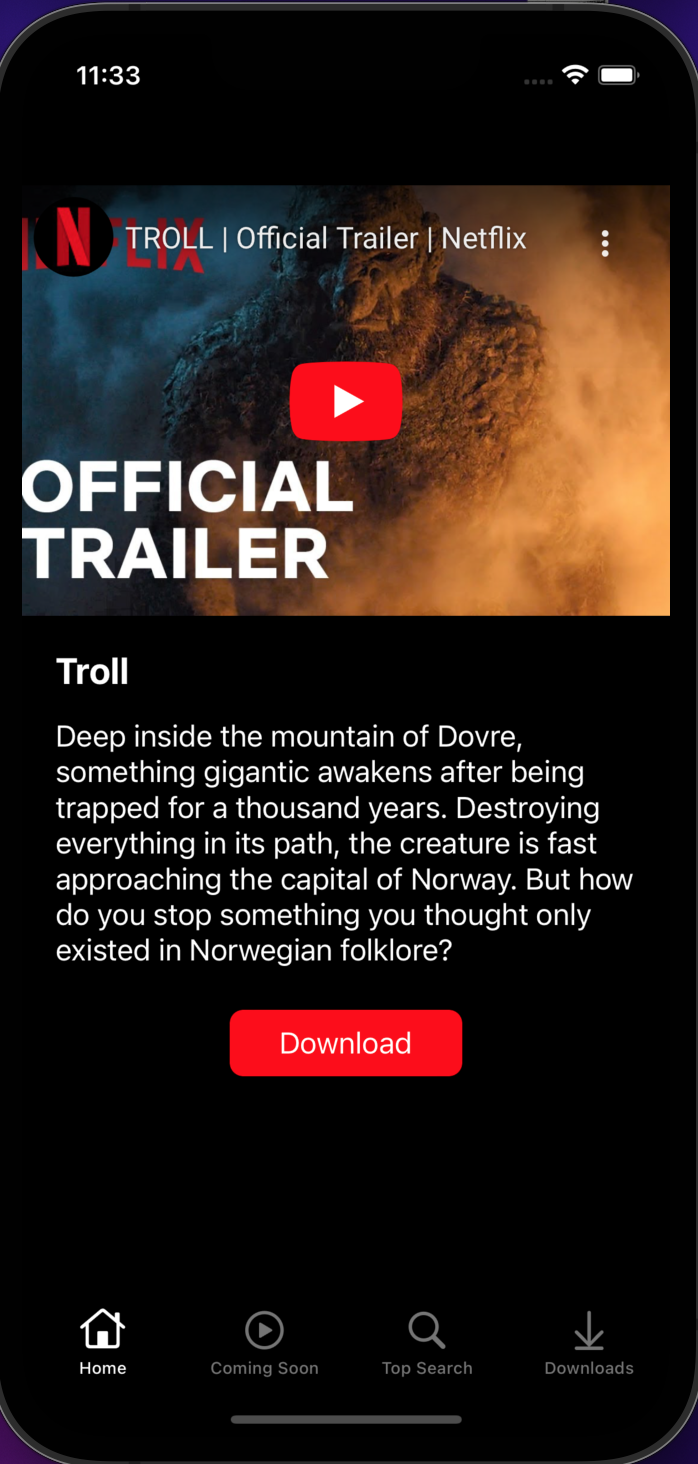 11:33
NETFLIX
N
TROLL | Official Trailer | Netflix
OFFICIAL
TRAILER
Troll
Deep inside the mountain of Dovre,
something gigantic awakens after being
trapped for a thousand years. Destroying
everything in its path, the creature is fast
approaching the capital of Norway. But how
do you stop something you thought only
existed in Norwegian folklore?
Download
Home
Coming Soon
Top Search
Downloads